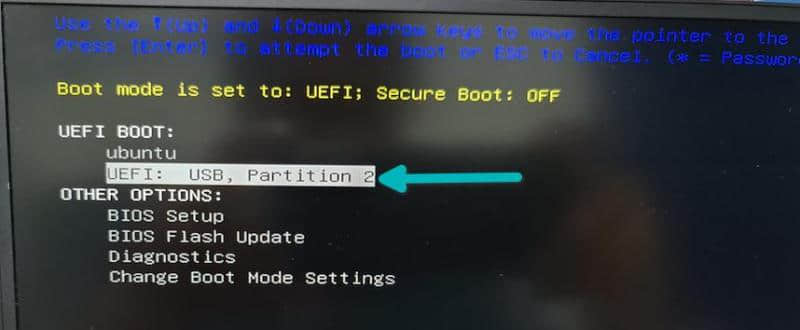 Use the ↑(Up) and ↓(Down) arrow keys to move the pointer to the
Press [Enter] to attempt the boot or ESC to Cancel. (* = Passwor
Boot mode is set to: UEFI; Secure Boot: OFF
UEFI BOOT:
ubuntu
UEFI: USB, Partition 2
OTHER OPTIONS:
BIOS Setup
BIOS Flash Update
Diagnostics
Change Boot Mode Settings